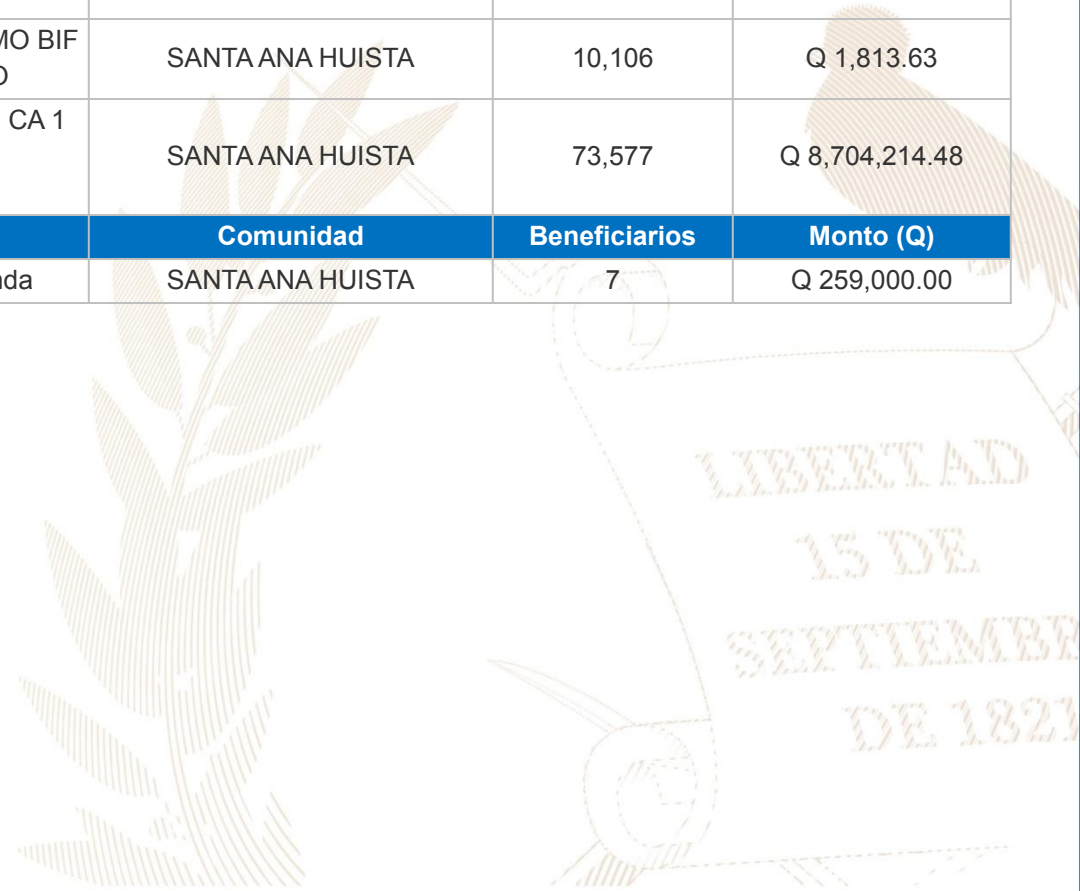 MO BIF SANTA ANA HUISTA 10,106 Q 1,813.63
O
CA 1
SANTA ANA HUISTA 73,577 Q 8,704,214.48
Comunidad Beneficiarios Monto (Q)
nda SANTA ANA HUISTA 7 Q 259,000.00
LIBERTAD
15 DE
SEPTIEMBR
DE 1821